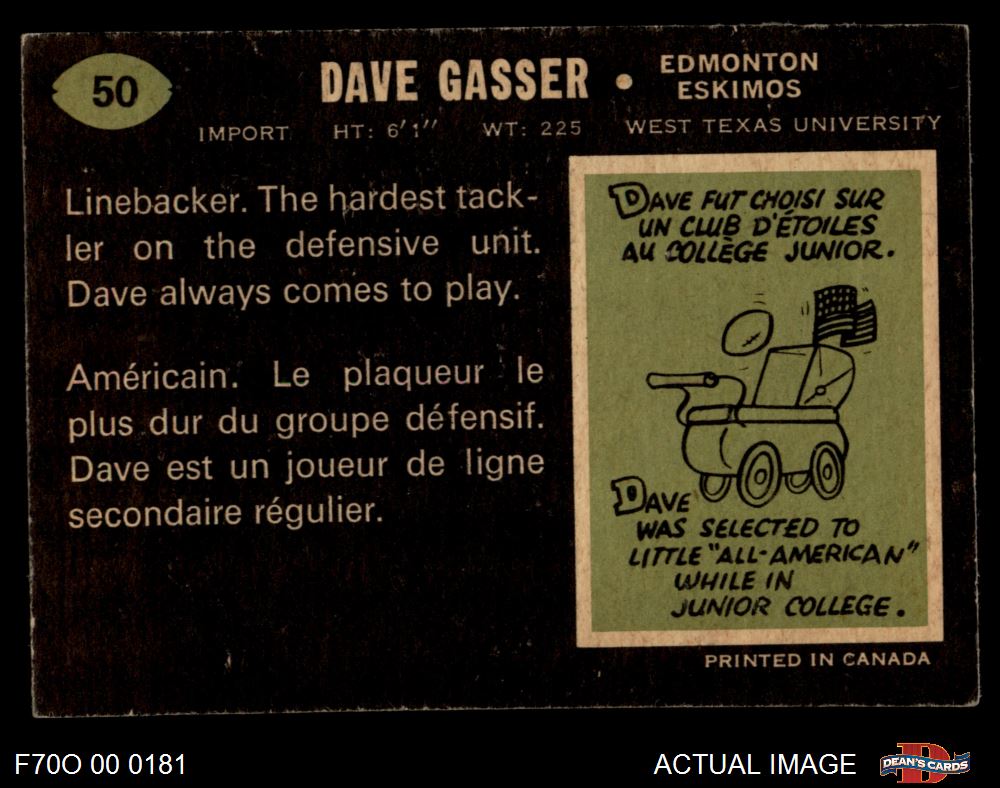 50
DAVE GASSER • EDMONTON
ESKIMOS
IMPORT HT: 6'1'' WT: 225 WEST TEXAS UNIVERSITY
Linebacker. The hardest tack-
ler on the defensive unit.
Dave always comes to play.
Américain. Le plaqueur le
plus dur du groupe défensif.
Dave est un joueur de ligne
secondaire régulier.
DAVE FUT CHOISI SUR
UN CLUB D'ÉTOILES
AU COLLÈGE JUNIOR.
DAVE
WAS SELECTED TO
LITTLE "ALL-AMERICAN"
WHILE IN
JUNIOR COLLEGE.
PRINTED IN CANADA
F70O 00 0181
ACTUAL IMAGE
D
DEAN'S CARDS